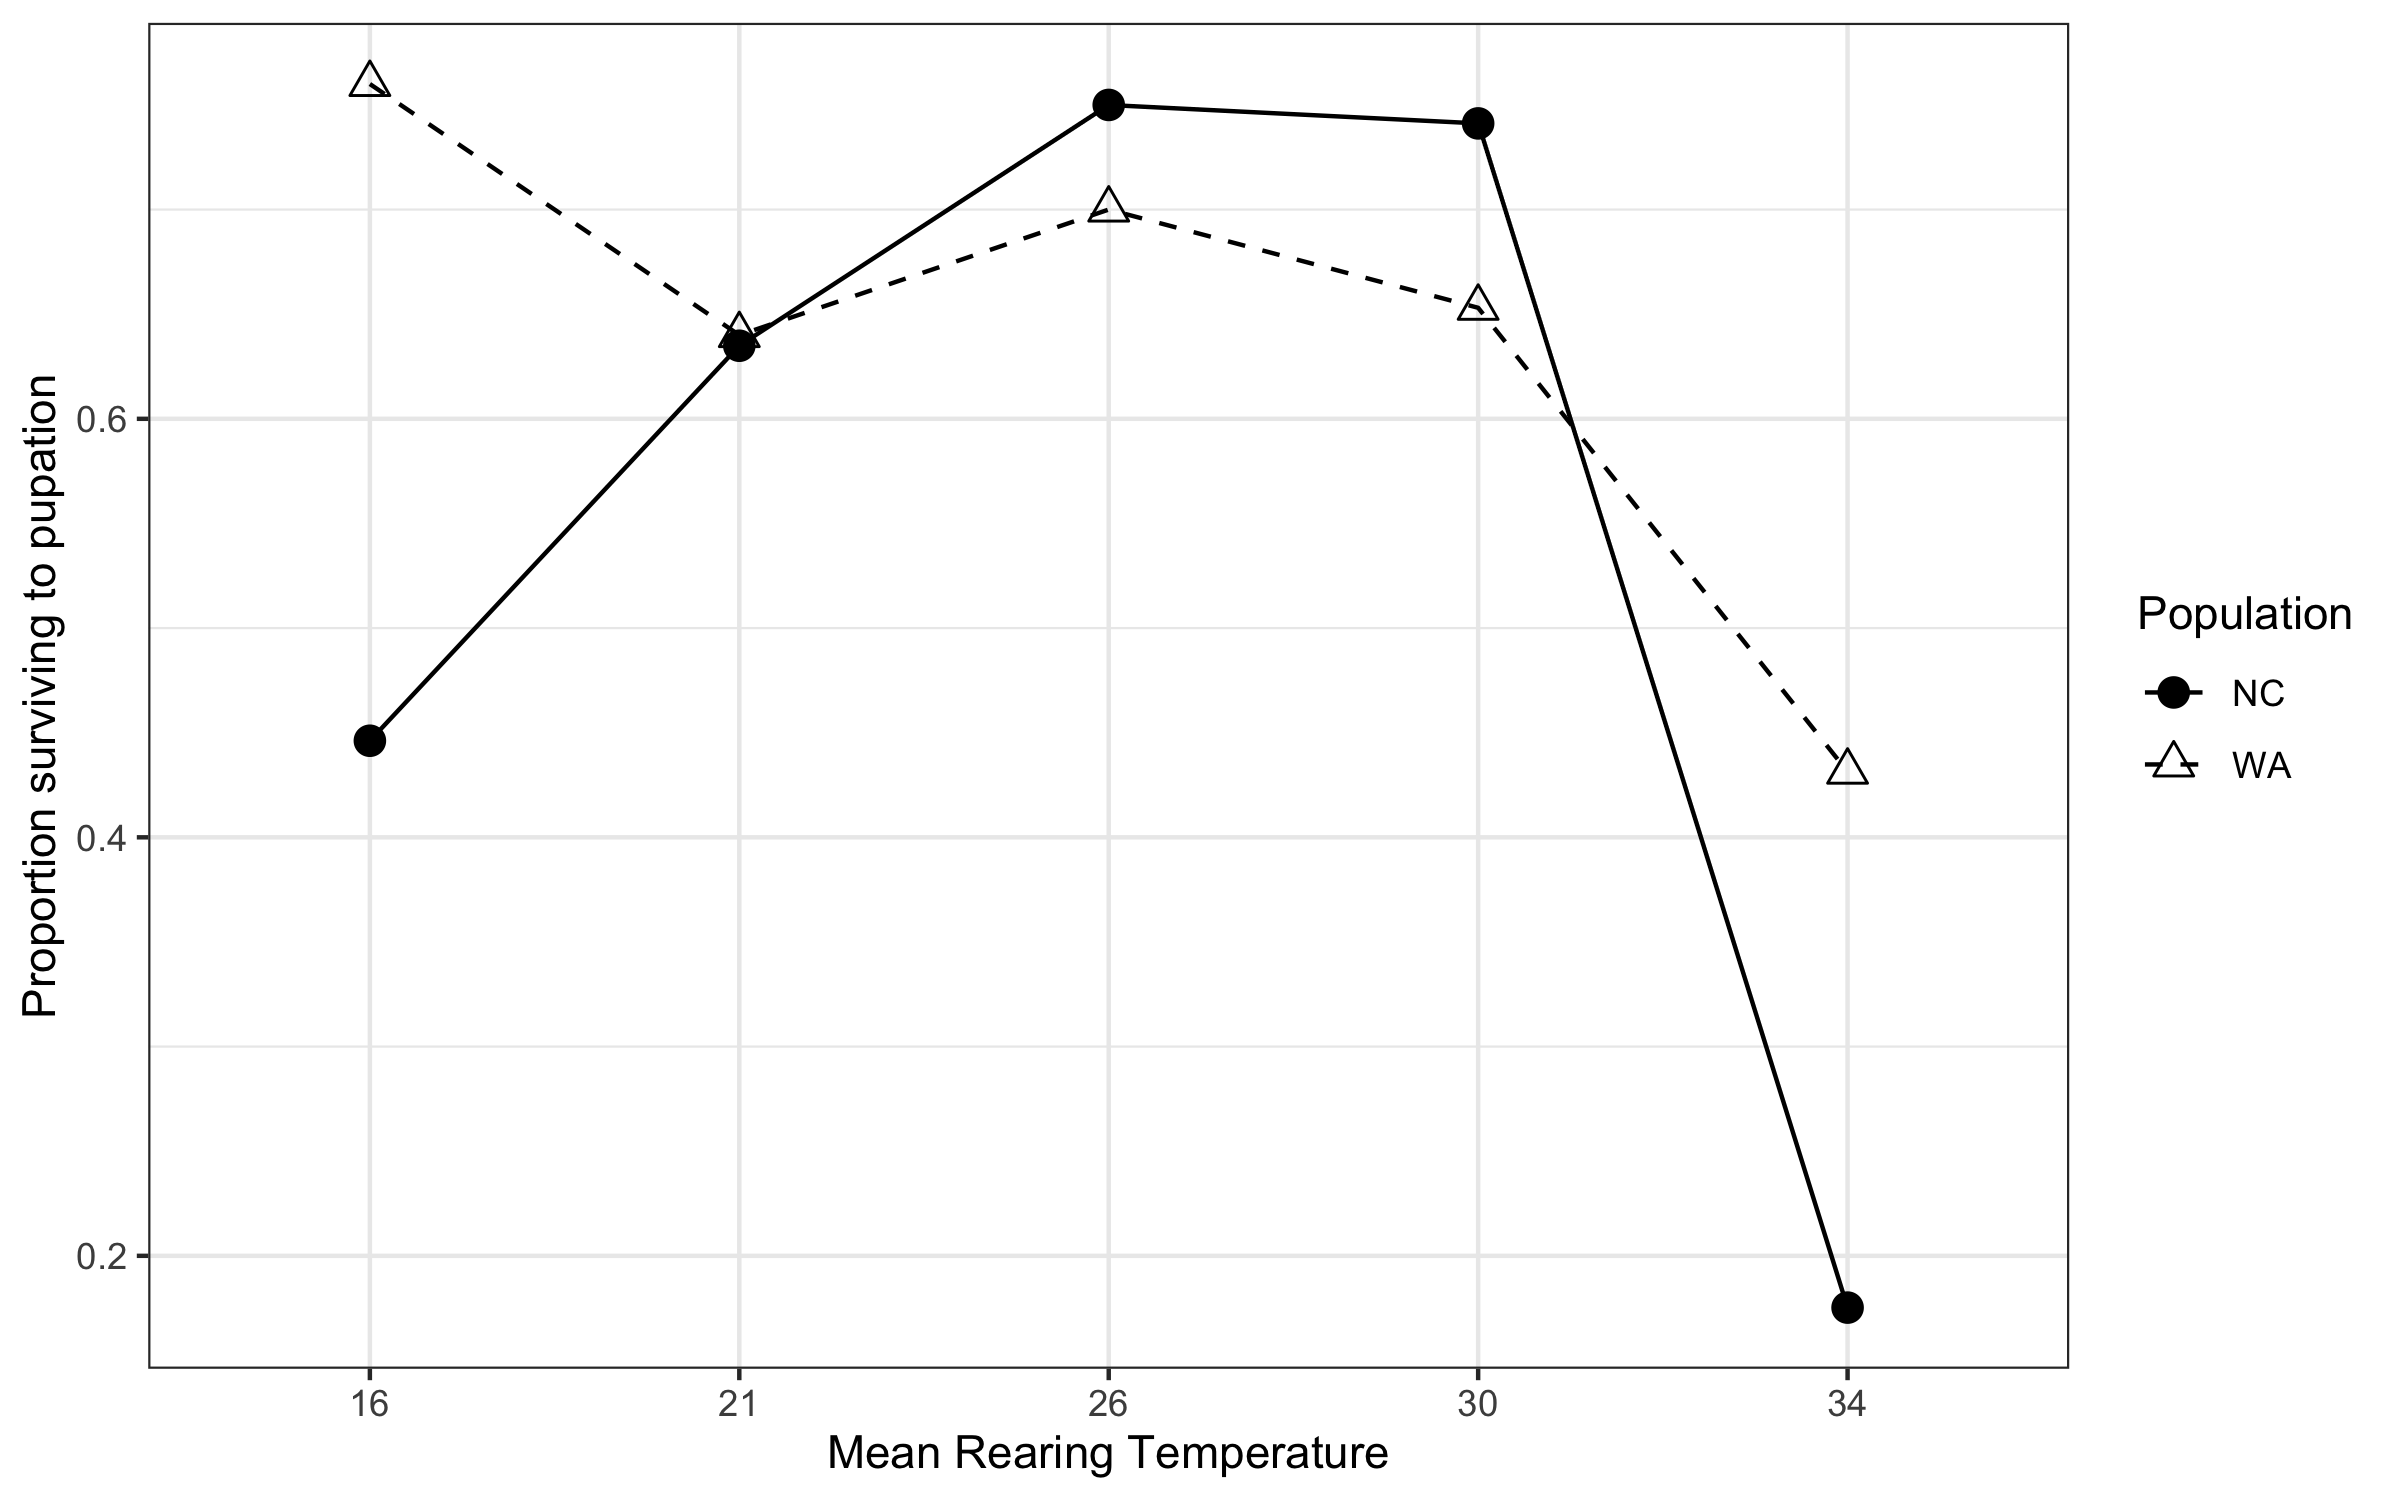 Proportion surviving to pupation
0.6
0.4
0.2
16 21 26 30 34
Mean Rearing Temperature
Population
NC
WA